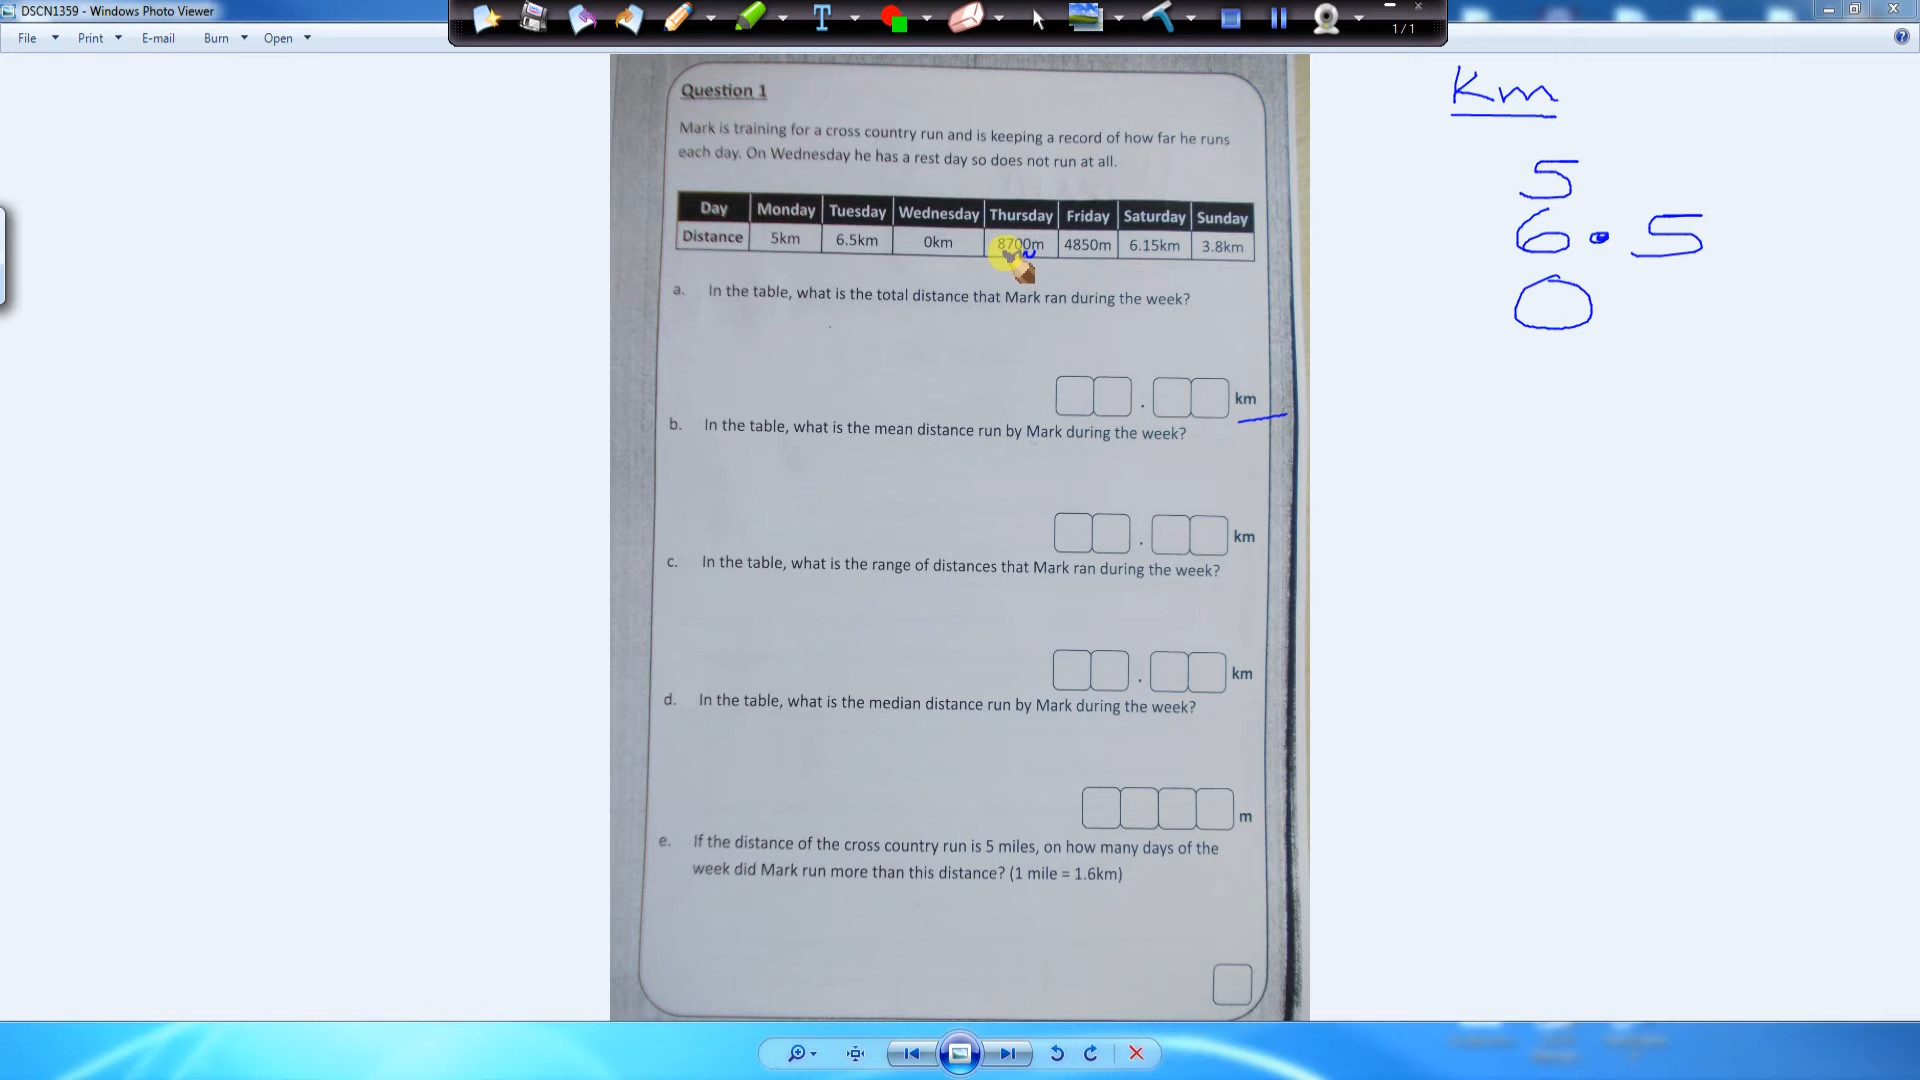 DSCN1359 - Windows Photo Viewer
File Print E-mail Burn Open
1/1
Question 1
Mark is training for a cross country run and is keeping a record of how far he runs
each day. On Wednesday he has a rest day so does not run at all.
Day Monday Tuesday Wednesday Thursday Friday Saturday Sunday
Distance 5km 6.5km 0km 8700m 4850m 6.15km 3.8km
a. In the table, what is the total distance that Mark ran during the week?
. km
b. In the table, what is the mean distance run by Mark during the week?
. km
c. In the table, what is the range of distances that Mark ran during the week?
. km
d. In the table, what is the median distance run by Mark during the week?
m
e. If the distance of the cross country run is 5 miles, on how many days of the
week did Mark run more than this distance? (1 mile = 1.6km)
Km
5
6.5
0